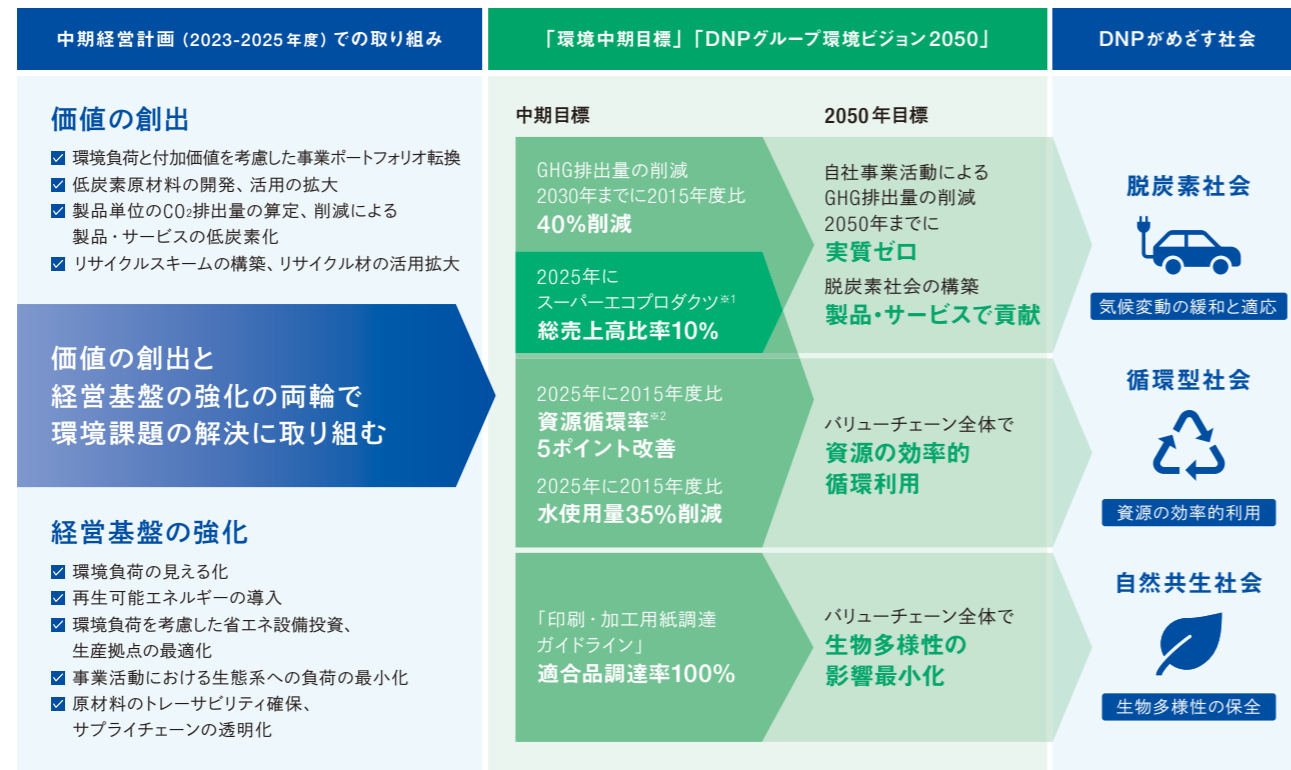 中期経営計画（2023-2025年度）での取り組み
「環境中期目標」「DNPグループ環境ビジョン2050」
DNPがめざす社会
価値の創出
環境負荷と付加価値を考慮した事業ポートフォリオ転換
低炭素原材料の開発、活用の拡大
製品単位のCO₂排出量の算定、削減による
製品・サービスの低炭素化
リサイクルスキームの構築、リサイクル材の活用拡大
価値の創出と
経営基盤の強化の両輪で
環境課題の解決に取り組む
経営基盤の強化
環境負荷の見える化
再生可能エネルギーの導入
環境負荷を考慮した省エネ設備投資、
生産拠点の最適化
事業活動における生態系への負荷の最小化
原材料のトレーサビリティ確保、
サプライチェーンの透明化
中期目標
GHG排出量の削減
2030年までに2015年度比
40%削減
2025年に
スーパーエコプロダクツ※1
総売上高比率10%
2025年に2015年度比
資源循環率※2
5ポイント改善
2025年に2015年度比
水使用量35%削減
「印刷・加工用紙調達
ガイドライン」
適合品調達率100%
2050年目標
自社事業活動による
GHG排出量の削減
2050年までに
実質ゼロ
脱炭素社会の構築
製品・サービスで貢献
バリューチェーン全体で
資源の効率的
循環利用
バリューチェーン全体で
生物多様性の
影響最小化
脱炭素社会
気候変動の緩和と適応
循環型社会
資源の効率的利用
自然共生社会
生物多様性の保全